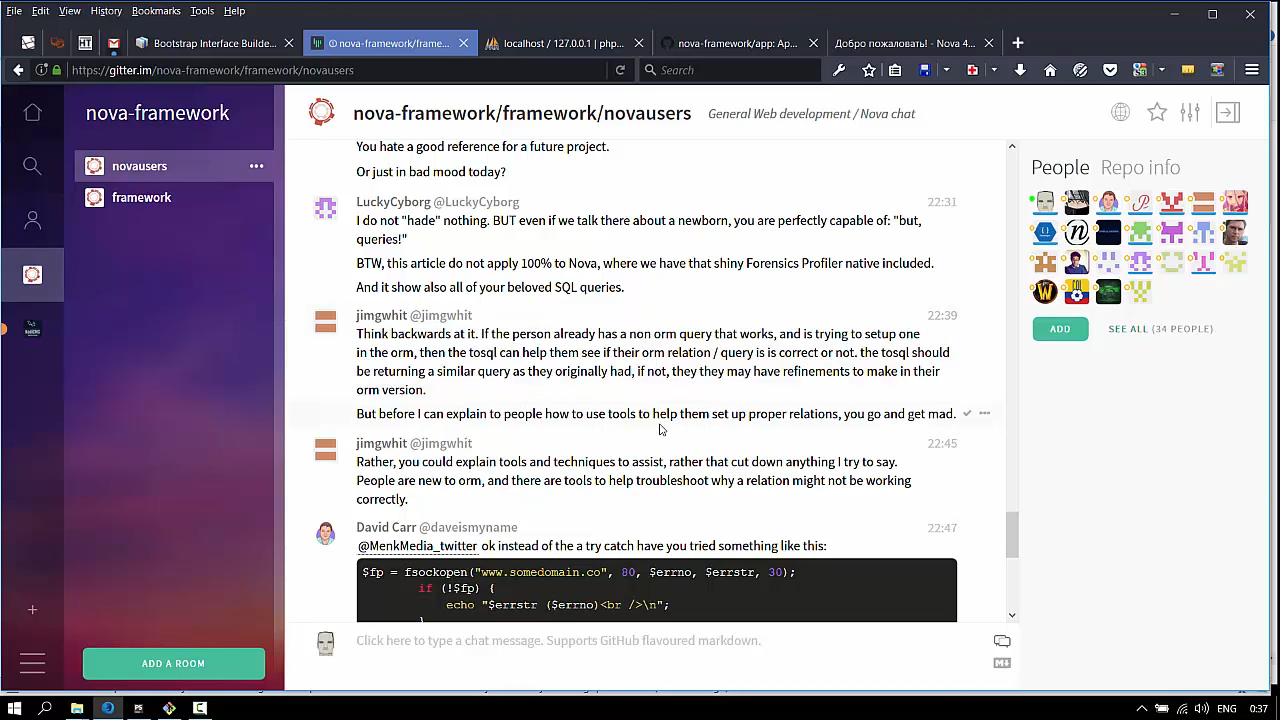 File Edit View History Bookmarks Tools Help
Bootstrap Interface Builde...
nova-framework/frame...
localhost / 127.0.0.1 | php...
nova-framework/app: Ap...
Добро пожаловать! - Nova 4...
https://gitter.im/nova-framework/framework/novausers
Search
nova-framework
novausers
framework
ADD A ROOM
nova-framework/framework/novausers General Web development / Nova chat
You hate a good reference for a future project.
Or just in bad mood today?
LuckyCyborg @LuckyCyborg 22:31
I do not "hade" nothing. BUT even if we talk there about a newborn, you are perfectly capable of: "but,
queries!"
BTW, this article do not apply 100% to Nova, where we have that shiny Forensics Profiler native included.
And it show also all of your beloved SQL queries.
jimgwhit @jimgwhit 22:39
Think backwards at it. If the person already has a non orm query that works, and is trying to setup one
in the orm, then the tosql can help them see if their orm relation / query is is correct or not. the tosql should
be returning a similar query as they originally had, if not, they they may have refinements to make in their
orm version.
But before I can explain to people how to use tools to help them set up proper relations, you go and get mad.
jimgwhit @jimgwhit 22:45
Rather, you could explain tools and techniques to assist, rather that cut down anything I try to say.
People are new to orm, and there are tools to help troubleshoot why a relation might not be working
correctly.
David Carr @daveismyname 22:47
@MenkMedia_twitter ok instead of the a try catch have you tried something like this:
$fp = fsockopen("www.somedomain.co", 80, $errno, $errstr, 30);
if (!$fp) {
echo "$errstr ($errno)<br />\n";
}
Click here to type a chat message. Supports GitHub flavoured markdown.
People Repo info
ADD SEE ALL (34 PEOPLE)
ENG 0:37